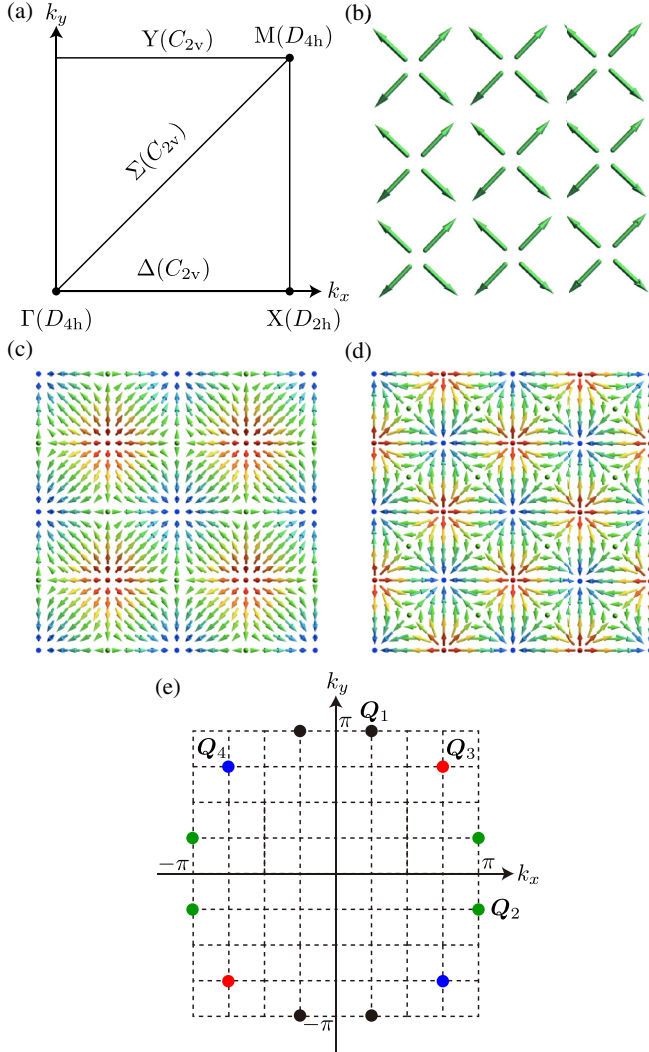 (a)
k_y
Y(C_2v)
M(D_4h)
Σ(C_2v)
Δ(C_2v)
k_x
Γ(D_4h)
X(D_2h)
(b)
(c)
(d)
(e)
k_y
π
Q_1
Q_4
Q_3
−π
π
k_x
Q_2
−π